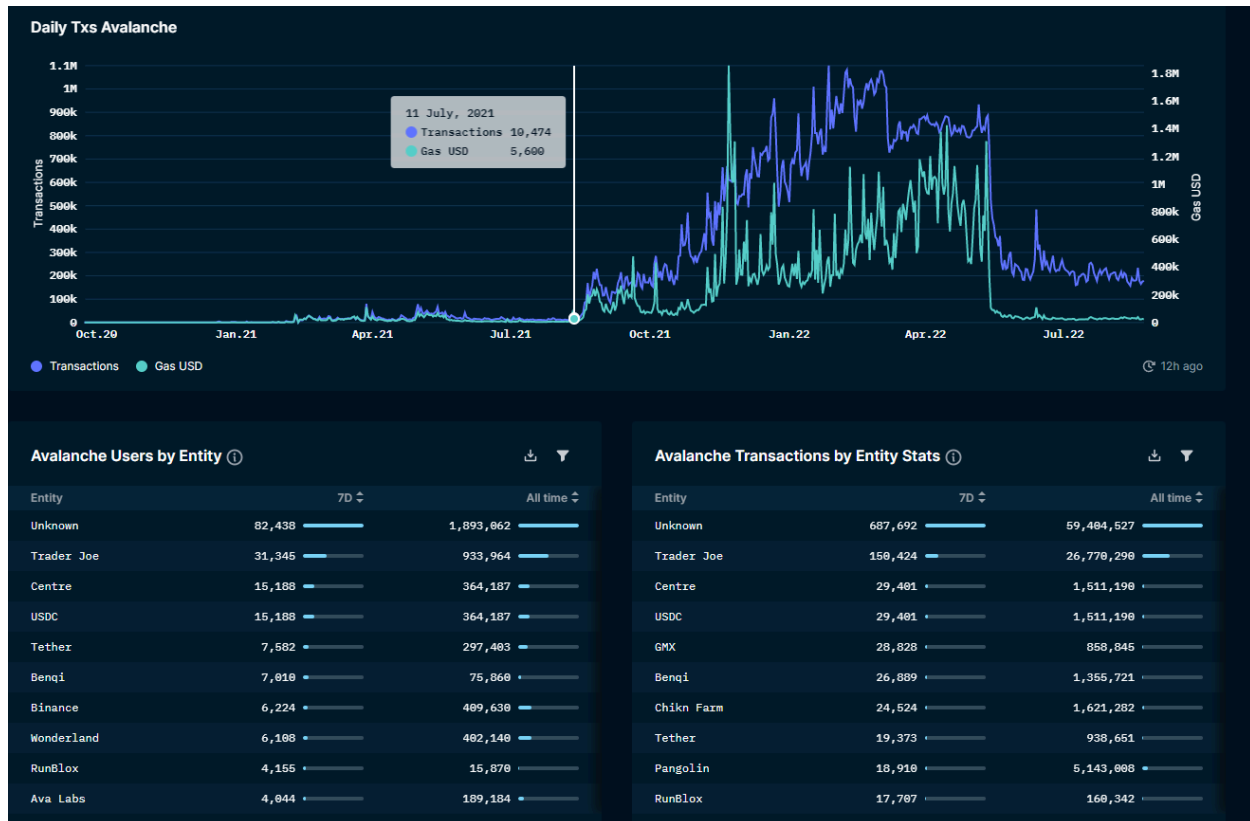 Daily Txs Avalanche
1.1M
1M
900k
800k
700k
600k
500k
400k
300k
200k
100k
0
Transactions
11 July, 2021
Transactions 10,474
Gas USD 5,600
1.8M
1.6M
1.4M
1.2M
1M
800k
600k
400k
200k
0
Gas USD
Oct.20 Jan.21 Apr.21 Jul.21 Oct.21 Jan.22 Apr.22 Jul.22
Transactions Gas USD 12h ago
Avalanche Users by Entity
Entity 7D All time
Unknown 82,438 1,893,062
Trader Joe 31,345 933,964
Centre 15,188 364,187
USDC 15,188 364,187
Tether 7,582 297,403
Benqi 7,010 75,860
Binance 6,224 409,630
Wonderland 6,108 402,140
RunBlox 4,155 15,870
Ava Labs 4,044 189,184
Avalanche Transactions by Entity Stats
Entity 7D All time
Unknown 687,692 59,404,527
Trader Joe 150,424 26,770,290
Centre 29,401 1,511,190
USDC 29,401 1,511,190
GMX 28,828 858,845
Benqi 26,889 1,355,721
Chikn Farm 24,524 1,621,282
Tether 19,373 938,651
Pangolin 18,910 5,143,008
RunBlox 17,707 160,342